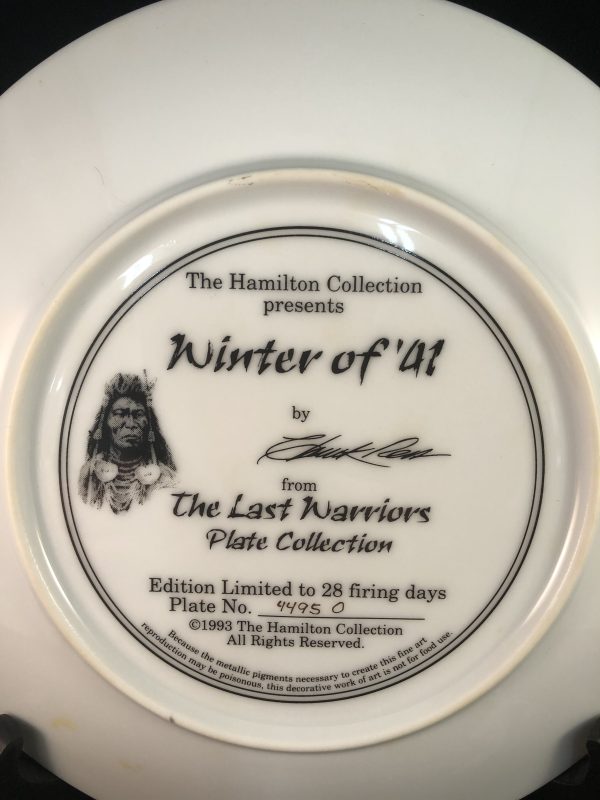 The Hamilton Collection
presents
Winter of '41
by
Chuck Ren
from
The Last Warriors
Plate Collection
Edition Limited to 28 firing days
Plate No. 4495 O
©1993 The Hamilton Collection
All Rights Reserved.
Because the metallic pigments necessary to create this fine art
reproduction may be poisonous, this decorative work of art is not for food use.